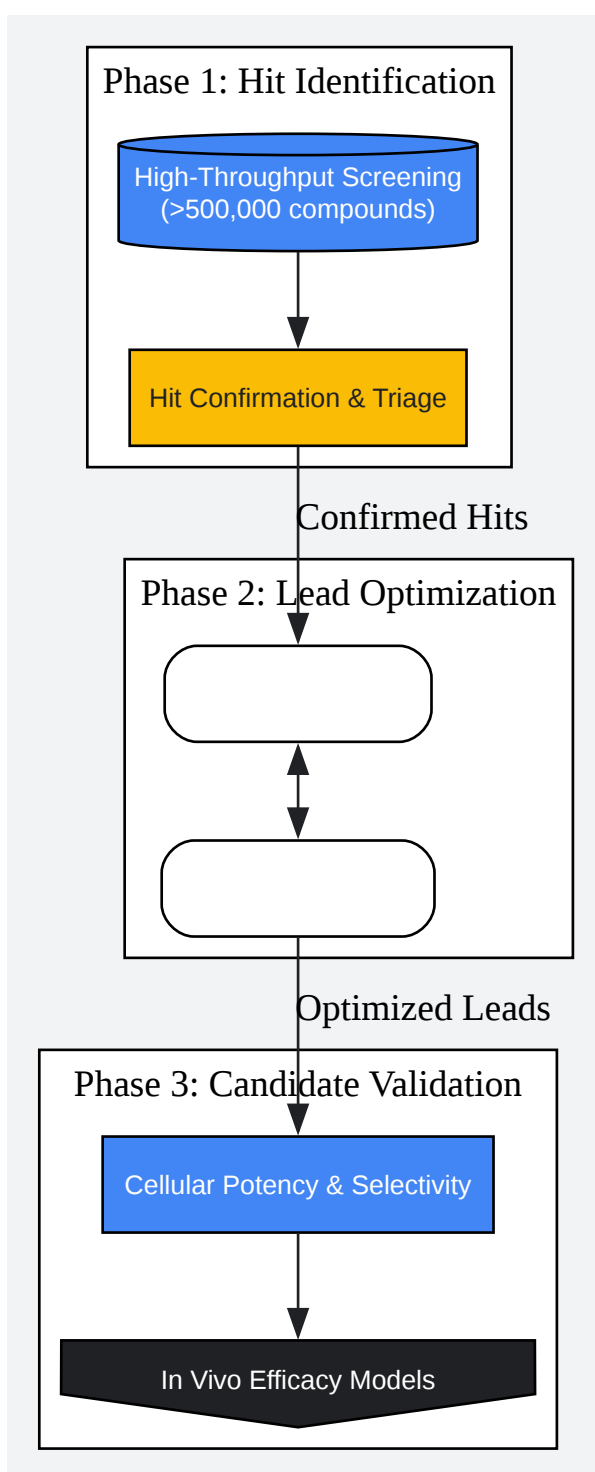 Phase 1: Hit Identification
High-Throughput Screening
(>500,000 compounds)
Hit Confirmation & Triage
Confirmed Hits
Phase 2: Lead Optimization
Optimized Leads
Phase 3: Candidate Validation
Cellular Potency & Selectivity
In Vivo Efficacy Models